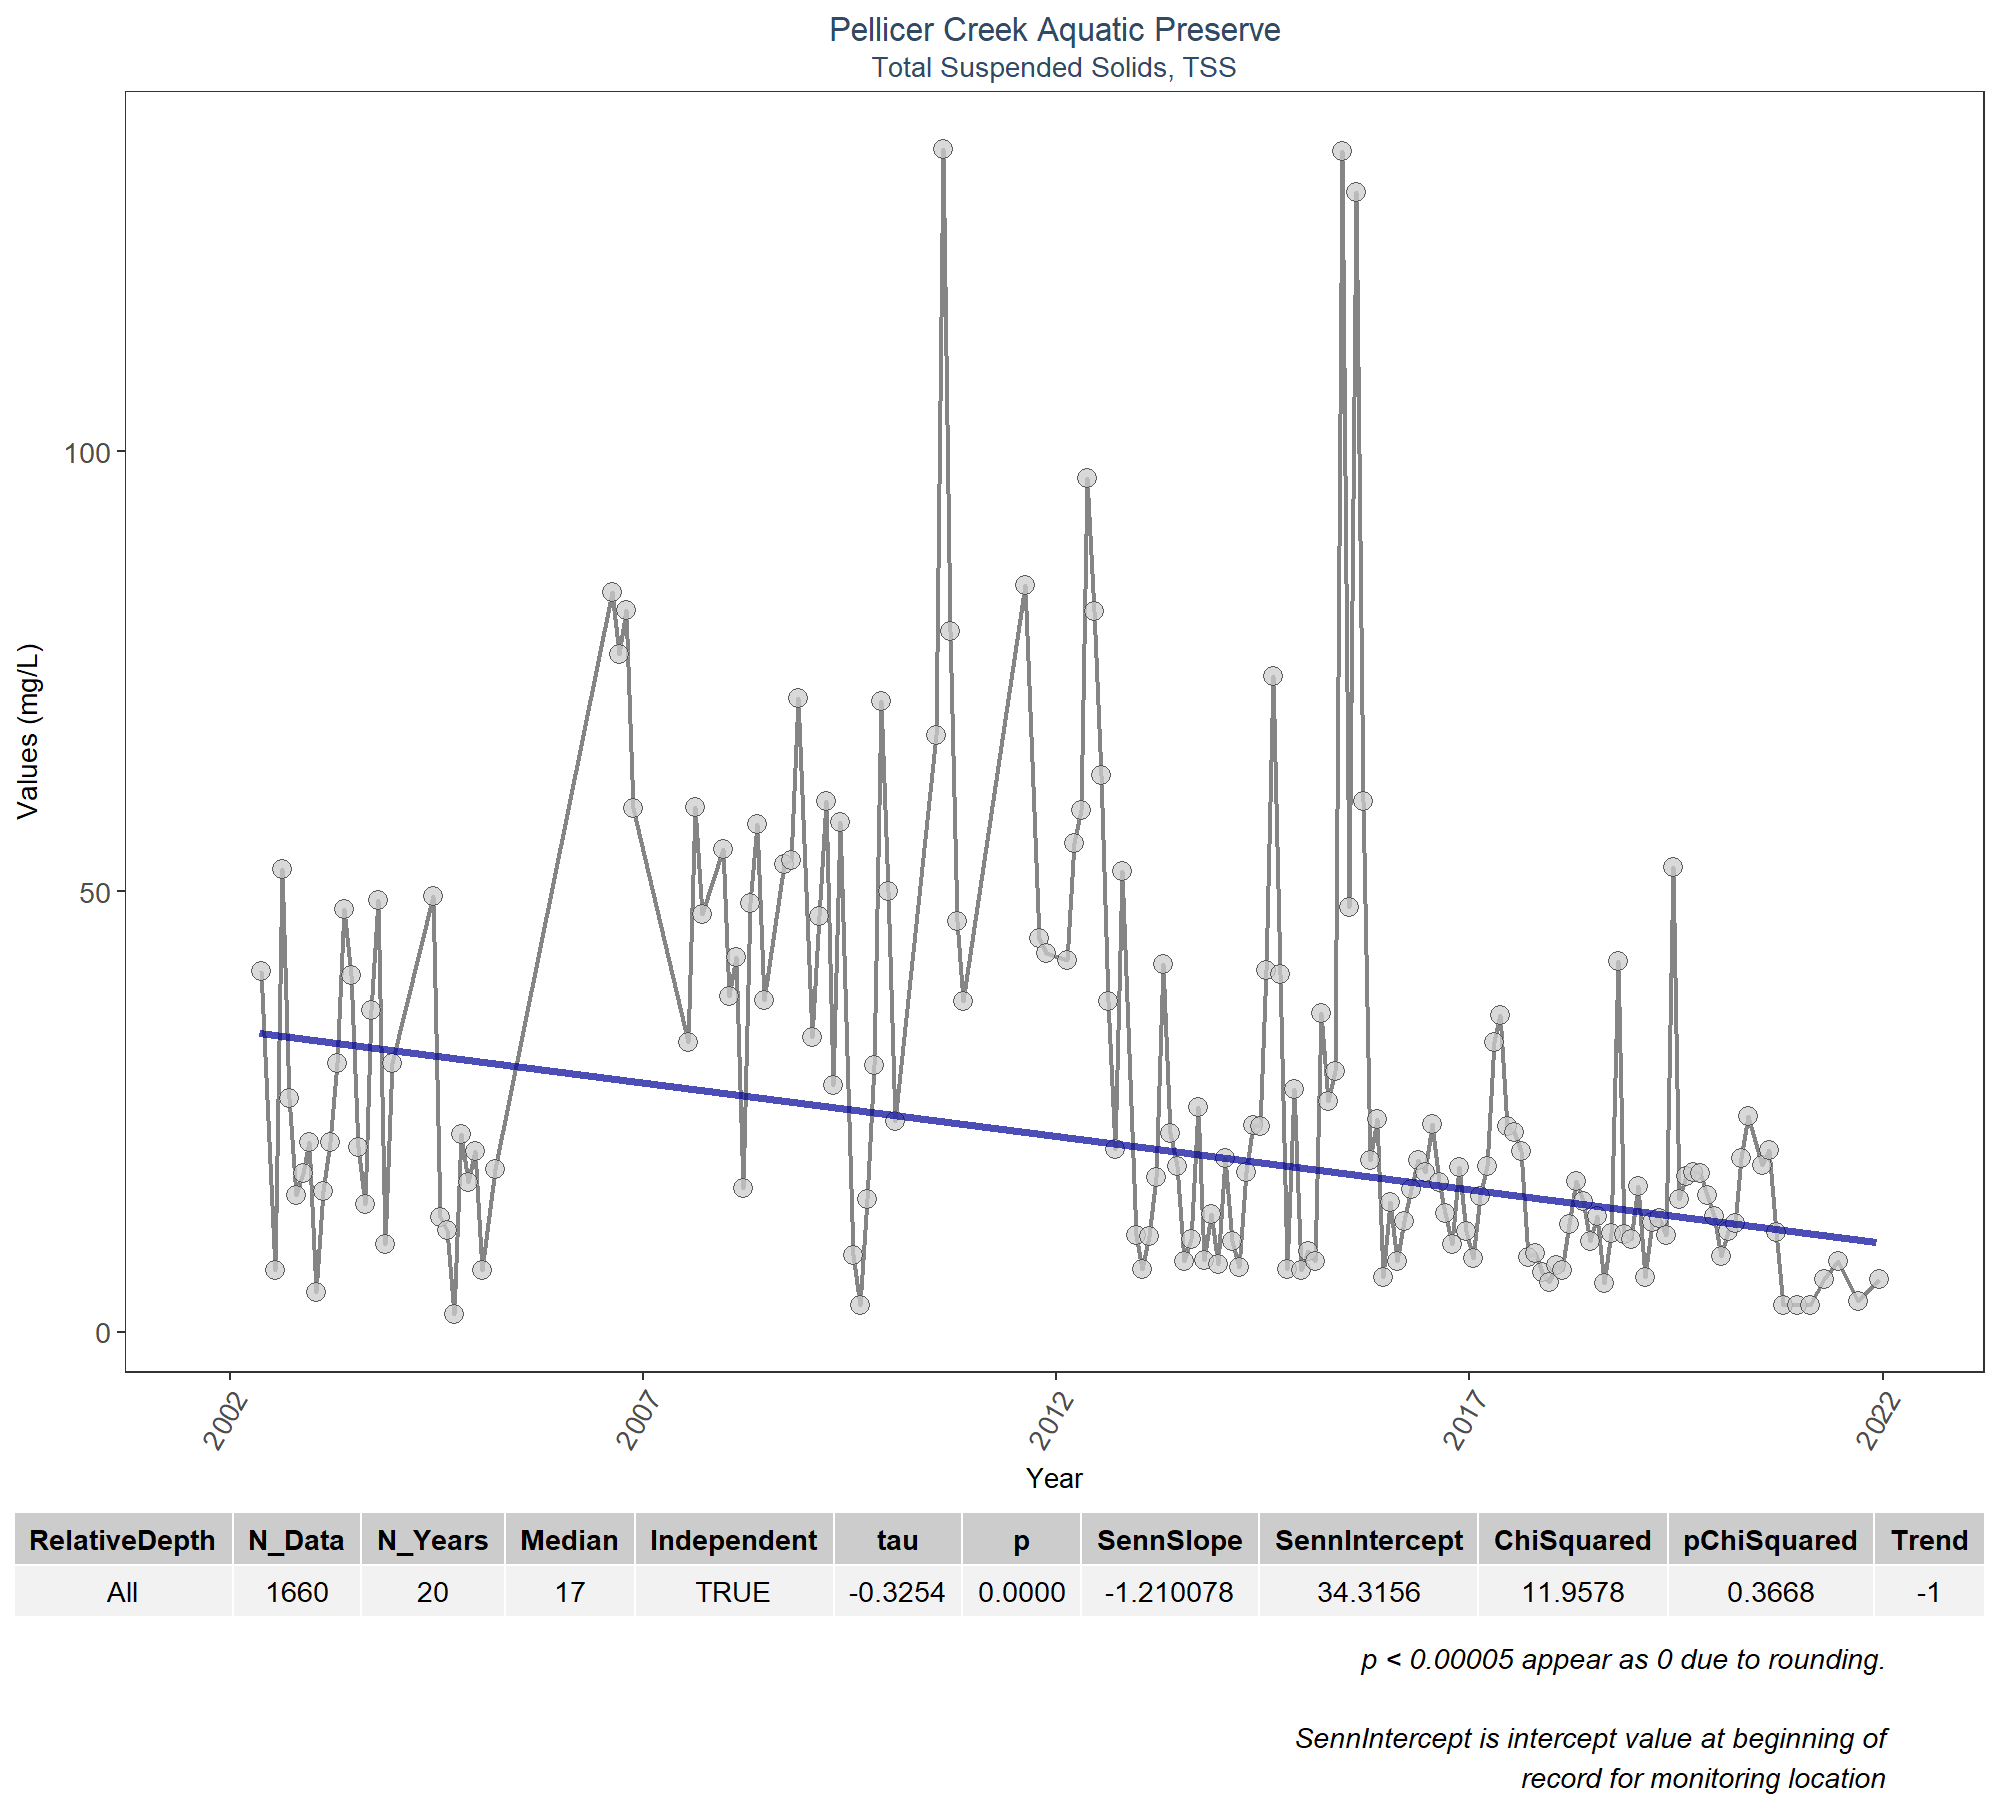 Pellicer Creek Aquatic Preserve
Total Suspended Solids, TSS
Values (mg/L)
100
50
0
2002
2007
2012
2017
2022
Year
RelativeDepth N_Data N_Years Median Independent tau p SennSlope SennIntercept ChiSquared pChiSquared Trend
All 1660 20 17 TRUE -0.3254 0.0000 -1.210078 34.3156 11.9578 0.3668 -1
p < 0.00005 appear as 0 due to rounding.
SennIntercept is intercept value at beginning of
record for monitoring location